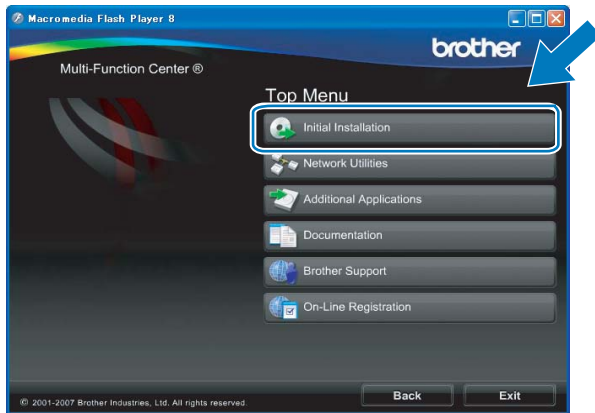 Macromedia Flash Player 8
brother
Multi-Function Center ®
Top Menu
Initial Installation
Network Utilities
Additional Applications
Documentation
Brother Support
On-Line Registration
© 2001-2007 Brother Industries, Ltd. All rights reserved.
Back Exit